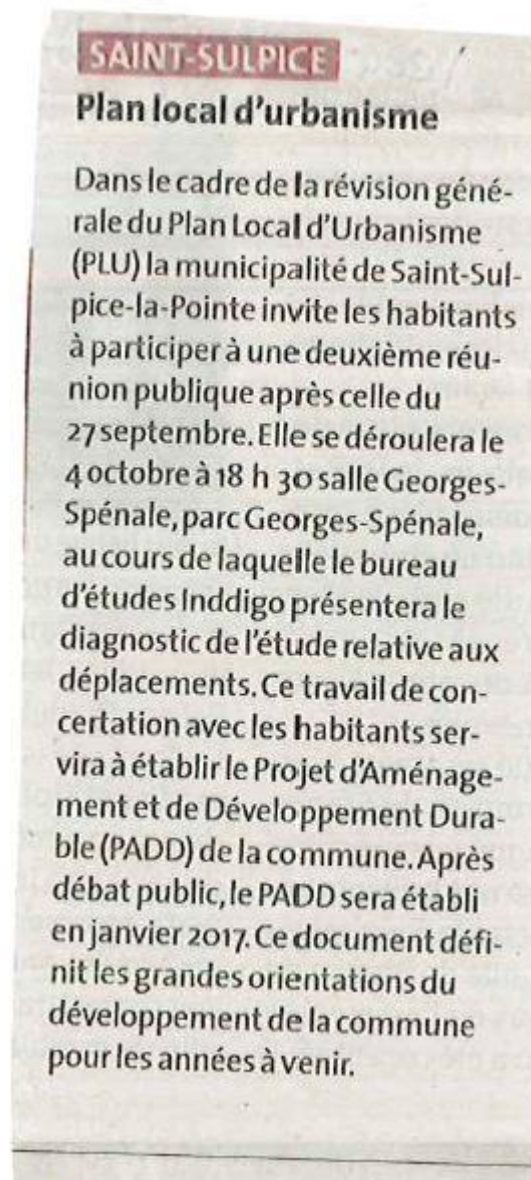 SAINT-SULPICE
Plan local d'urbanisme
Dans le cadre de la révision géné-
rale du Plan Local d'Urbanisme
(PLU) la municipalité de Saint-Sul-
pice-la-Pointe invite les habitants
à participer à une deuxième réu-
nion publique après celle du
27 septembre. Elle se déroulera le
4 octobre à 18 h 30 salle Georges-
Spénale, parc Georges-Spénale,
au cours de laquelle le bureau
d'études Inddigo présentera le
diagnostic de l'étude relative aux
déplacements. Ce travail de con-
certation avec les habitants ser-
vira à établir le Projet d'Aménage-
ment et de Développement Dura-
ble (PADD) de la commune. Après
débat public, le PADD sera établi
en janvier 2017. Ce document défi-
nit les grandes orientations du
développement de la commune
pour les années à venir.